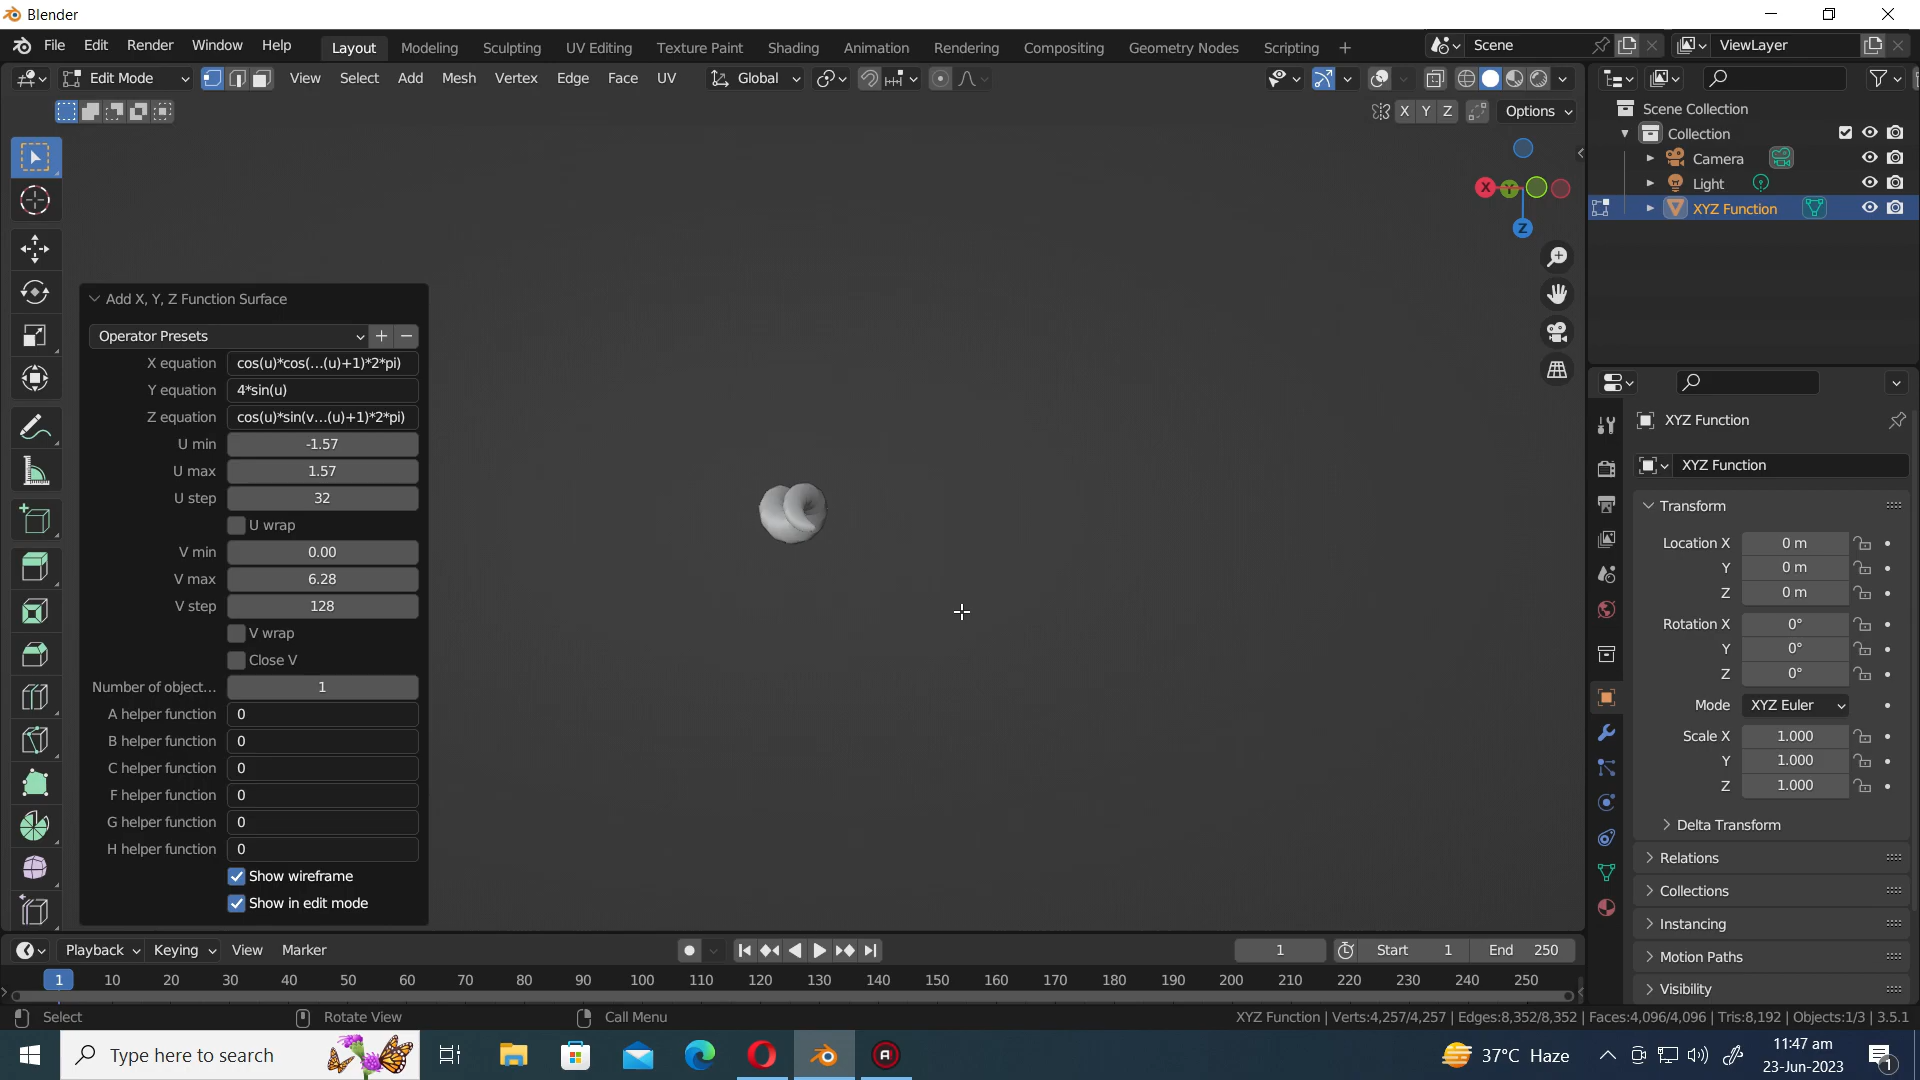 Blender
File Edit Render Window Help Layout Modeling Sculpting UV Editing Texture Paint Shading Animation Rendering Compositing Geometry Nodes Scripting + Scene ViewLayer
Edit Mode View Select Add Mesh Vertex Edge Face UV Global
X Y Z Options
Scene Collection
Collection
Camera
Light
XYZ Function
X Y
Z
Add X, Y, Z Function Surface
Operator Presets
X equation cos(u)*cos(...(u)+1)*2*pi)
Y equation 4*sin(u)
Z equation cos(u)*sin(v...(u)+1)*2*pi)
U min -1.57
U max 1.57
U step 32
U wrap
V min 0.00
V max 6.28
V step 128
V wrap
Close V
Number of object... 1
A helper function 0
B helper function 0
C helper function 0
F helper function 0
G helper function 0
H helper function 0
Show wireframe
Show in edit mode
XYZ Function
XYZ Function
Transform
Location X 0 m
Y 0 m
Z 0 m
Rotation X 0°
Y 0°
Z 0°
Mode XYZ Euler
Scale X 1.000
Y 1.000
Z 1.000
Delta Transform
Relations
Collections
Instancing
Motion Paths
Visibility
Playback Keying View Marker 1 Start 1 End 250
1 10 20 30 40 50 60 70 80 90 100 110 120 130 140 150 160 170 180 190 200 210 220 230 240 250
Select Rotate View Call Menu XYZ Function | Verts:4,257/4,257 | Edges:8,352/8,352 | Faces:4,096/4,096 | Tris:8,192 | Objects:1/3 | 3.5.1
Type here to search 37°C Haze 11:47 am
23-Jun-2023 1